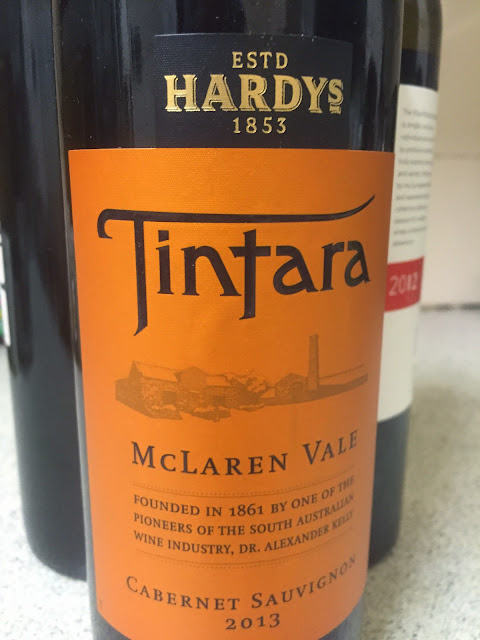 ESTD
HARDYS
1853
Tintara
McLAREN VALE
FOUNDED IN 1861 BY ONE OF THE
PIONEERS OF THE SOUTH AUSTRALIAN
WINE INDUSTRY, DR. ALEXANDER KELLY
CABERNET SAUVIGNON
2013
2012